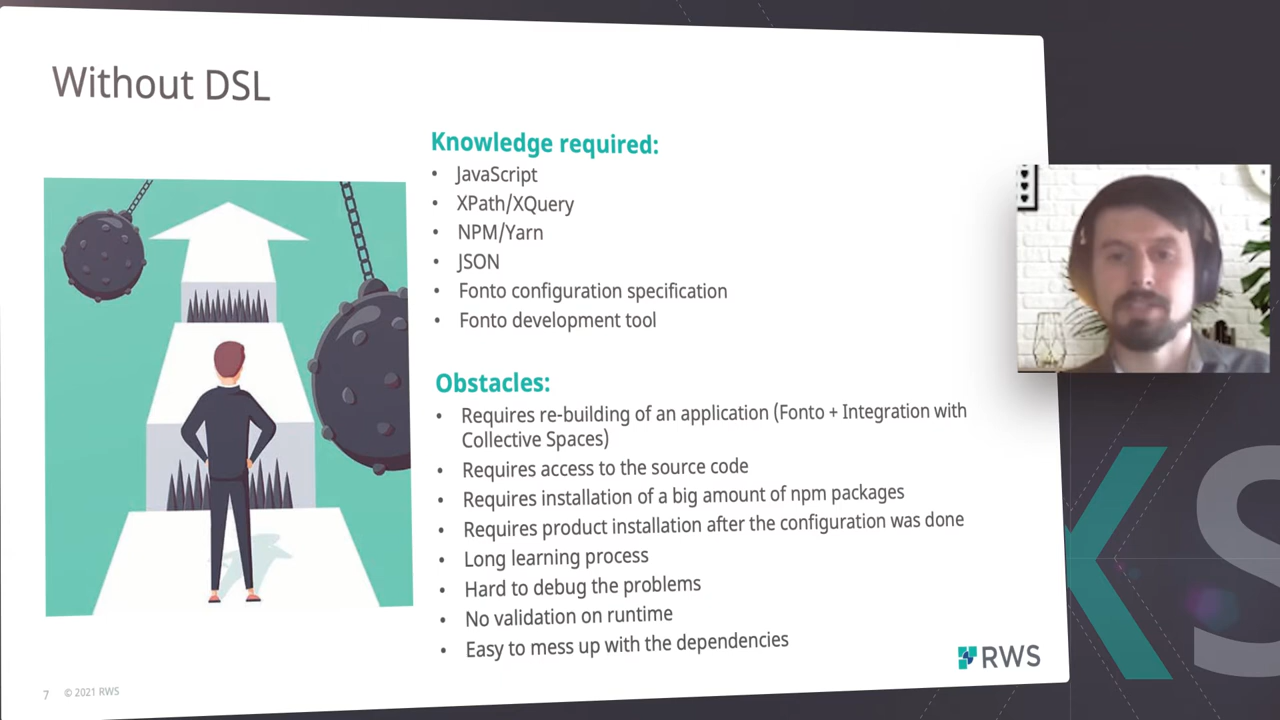 Without DSL
Knowledge required:
• JavaScript
• XPath/XQuery
• NPM/Yarn
• JSON
• Fonto configuration specification
• Fonto development tool
Obstacles:
• Requires re-building of an application (Fonto + Integration with
Collective Spaces)
• Requires access to the source code
• Requires installation of a big amount of npm packages
• Requires product installation after the configuration was done
• Long learning process
• Hard to debug the problems
• No validation on runtime
• Easy to mess up with the dependencies
RWS
7 © 2021 RWS
KS